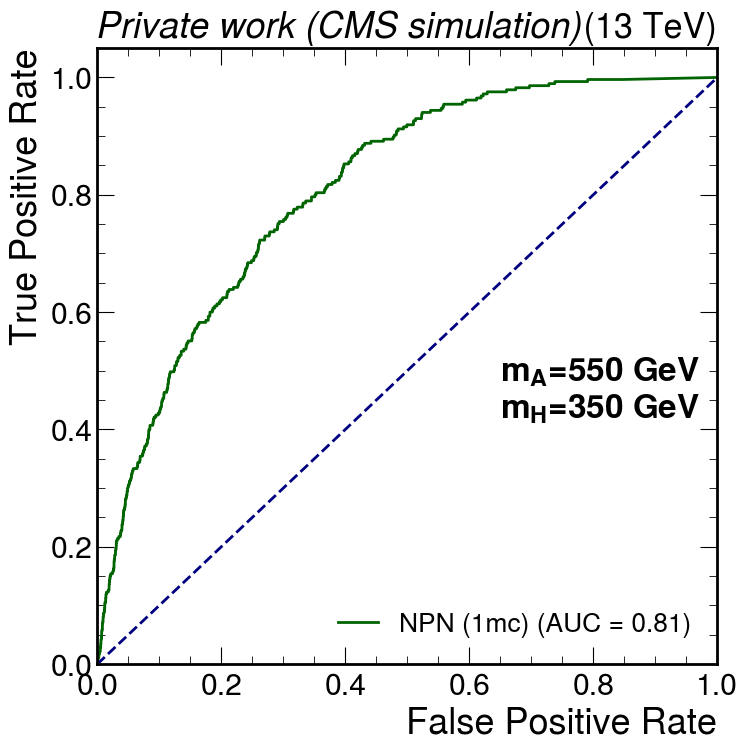 Private work (CMS simulation)(13 TeV)
True Positive Rate
1.0
0.8
0.6
0.4
0.2
0.0
m_A=550 GeV
m_H=350 GeV
NPN (1mc) (AUC = 0.81)
0.0 0.2 0.4 0.6 0.8 1.0
False Positive Rate